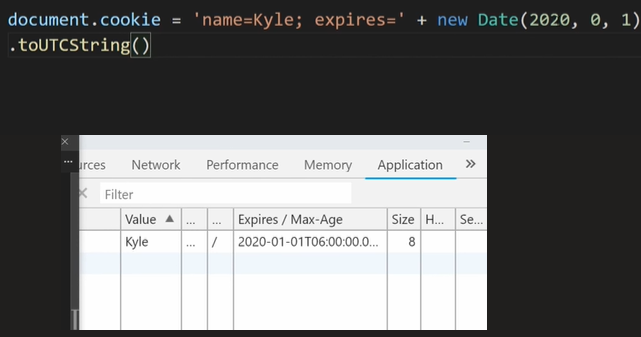 document.cookie = 'name=Kyle; expires=' + new Date(2020, 0, 1)
.toUTCString()
urces Network Performance Memory Application
Filter
Value ... ... Expires / Max-Age Size H... Se...
Kyle ... / 2020-01-01T06:00:00.0... 8